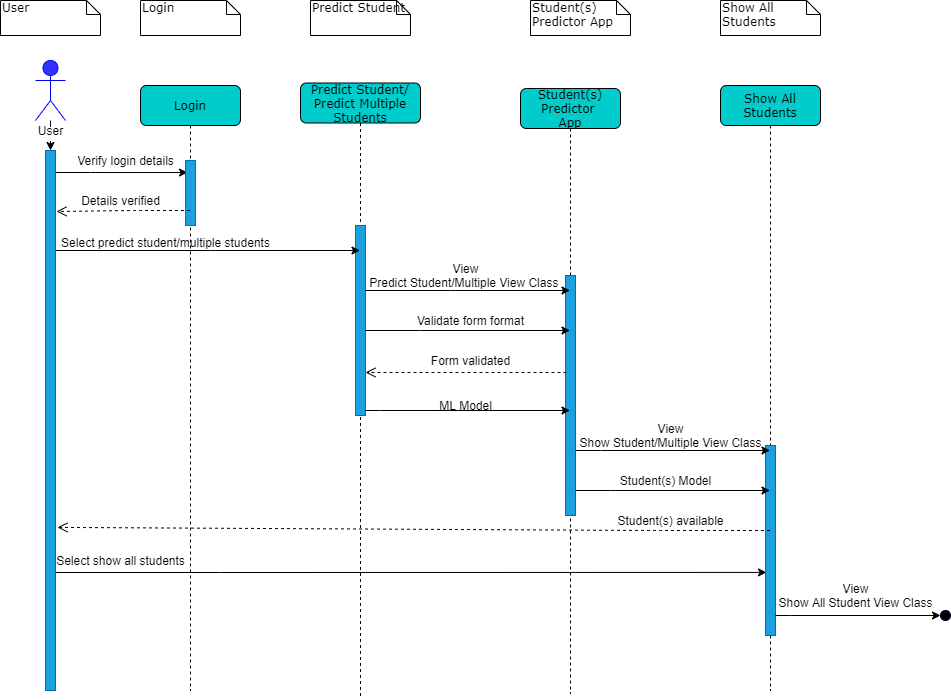 User
Login
Predict Student
Student(s)
Predictor App
Show All
Students
Login
Predict Student/
Predict Multiple
Students
Student(s)
Predictor
App
Show All
Students
User
Verify login details
Details verified
Select predict student/multiple students
View
Predict Student/Multiple View Class
Validate form format
Form validated
ML Model
View
Show Student/Multiple View Class
Student(s) Model
Student(s) available
Select show all students
View
Show All Student View Class